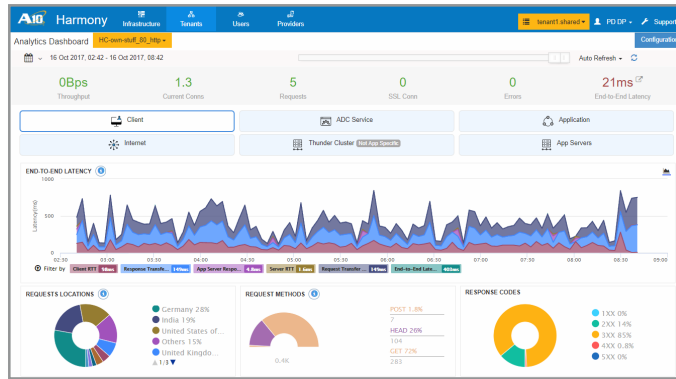 A10 Harmony
Infrastructure
Tenants
Users
Providers
tenant1 shared
PD DP
Support
Analytics Dashboard
HC-own-stuff_80_http
Configuration
16 Oct 2017, 02:42 - 16 Oct 2017, 08:42
Auto Refresh
0Bps
Throughput
1.3
Current Conns
5
Requests
0
SSL Conn
0
Errors
21ms
End-to-End Latency
Client
ADC Service
Application
Internet
Thunder Cluster Not App Specific
App Servers
END-TO-END LATENCY
Latency(ms)
1000
500
0
02:30 03:00 03:30 04:00 04:30 05:00 05:30 06:00 06:30 07:00 07:30 08:00 08:30 09:00
Filter by
Client RTT 98ms
Response Transfe... 149ms
App Server Respo... 4.8ms
Server RTT 1.6ms
Request Transfer ... 149ms
End-to-End Late... 403ms
REQUESTS LOCATIONS
Germany 28%
India 19%
United States of...
Others 15%
United Kingdo...
1/3
REQUEST METHODS
0.4K
POST 1.8%
7
HEAD 26%
104
GET 72%
283
RESPONSE CODES
1XX 0%
2XX 14%
3XX 85%
4XX 0.8%
5XX 0%